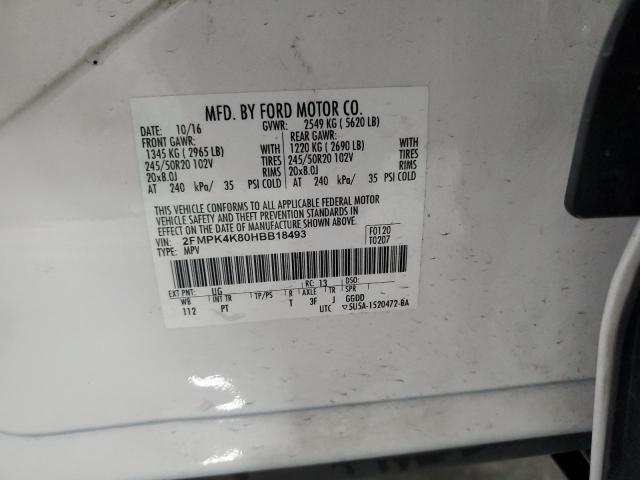 MFD. BY FORD MOTOR CO.
DATE: 10/16 GVWR: 2549 KG ( 5620 LB)
FRONT GAWR: REAR GAWR:
1345 KG ( 2965 LB) WITH 1220 KG ( 2690 LB) WITH
245/50R20 102V TIRES 245/50R20 102V TIRES
20x8.0J RIMS 20x8.0J RIMS
AT 240 kPa/ 35 PSI COLD AT 240 kPa/ 35 PSI COLD
THIS VEHICLE CONFORMS TO ALL APPLICABLE FEDERAL MOTOR
VEHICLE SAFETY AND THEFT PREVENTION STANDARDS IN
EFFECT ON THE DATE OF MANUFACTURE SHOWN ABOVE.
VIN: 2FMPK4K80HBB18493 F0120
TYPE: MPV T0207
EXT PNT: UG RC: 13 DSO:
WB INT TR TP/PS R AXLE TR SPR
112 PT T 3F J GGDD
UTC ▽5U5A-1520472-BA